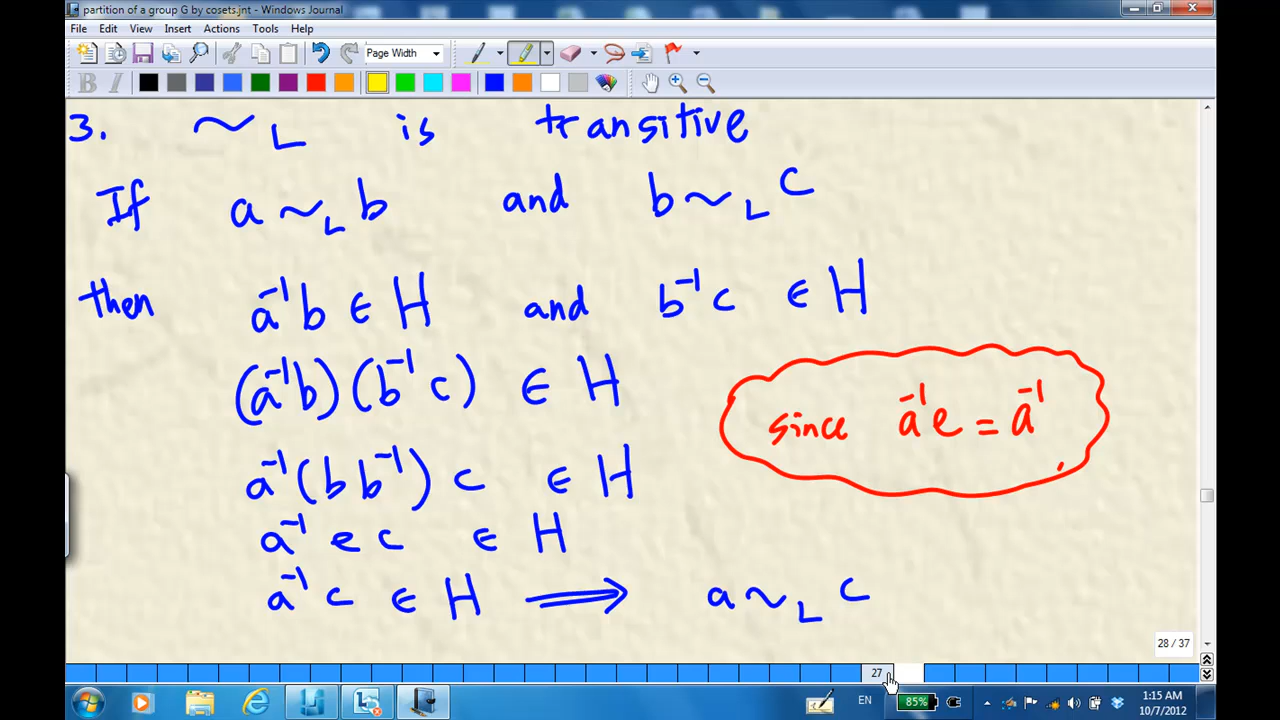 partition of a group G by cosets.jnt - Windows Journal
File Edit View Insert Actions Tools Help
Page Width
B I
3. ~L is transitive
If a ~L b and b ~L c
then a⁻¹b ∈ H and b⁻¹c ∈ H
(a⁻¹b)(b⁻¹c) ∈ H
since a⁻¹e = a⁻¹
a⁻¹(bb⁻¹)c ∈ H
a⁻¹ e c ∈ H
a⁻¹ c ∈ H ⟹ a ~L c
28 / 37
27
EN
85%
1:15 AM
10/7/2012